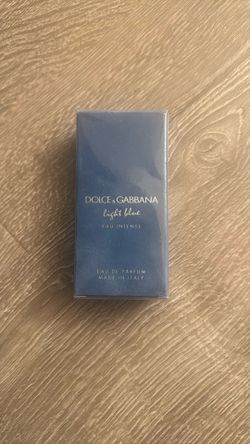 DOLCE & GABBANA
light blue
EAU INTENSE
EAU DE PARFUM
MADE IN ITALY